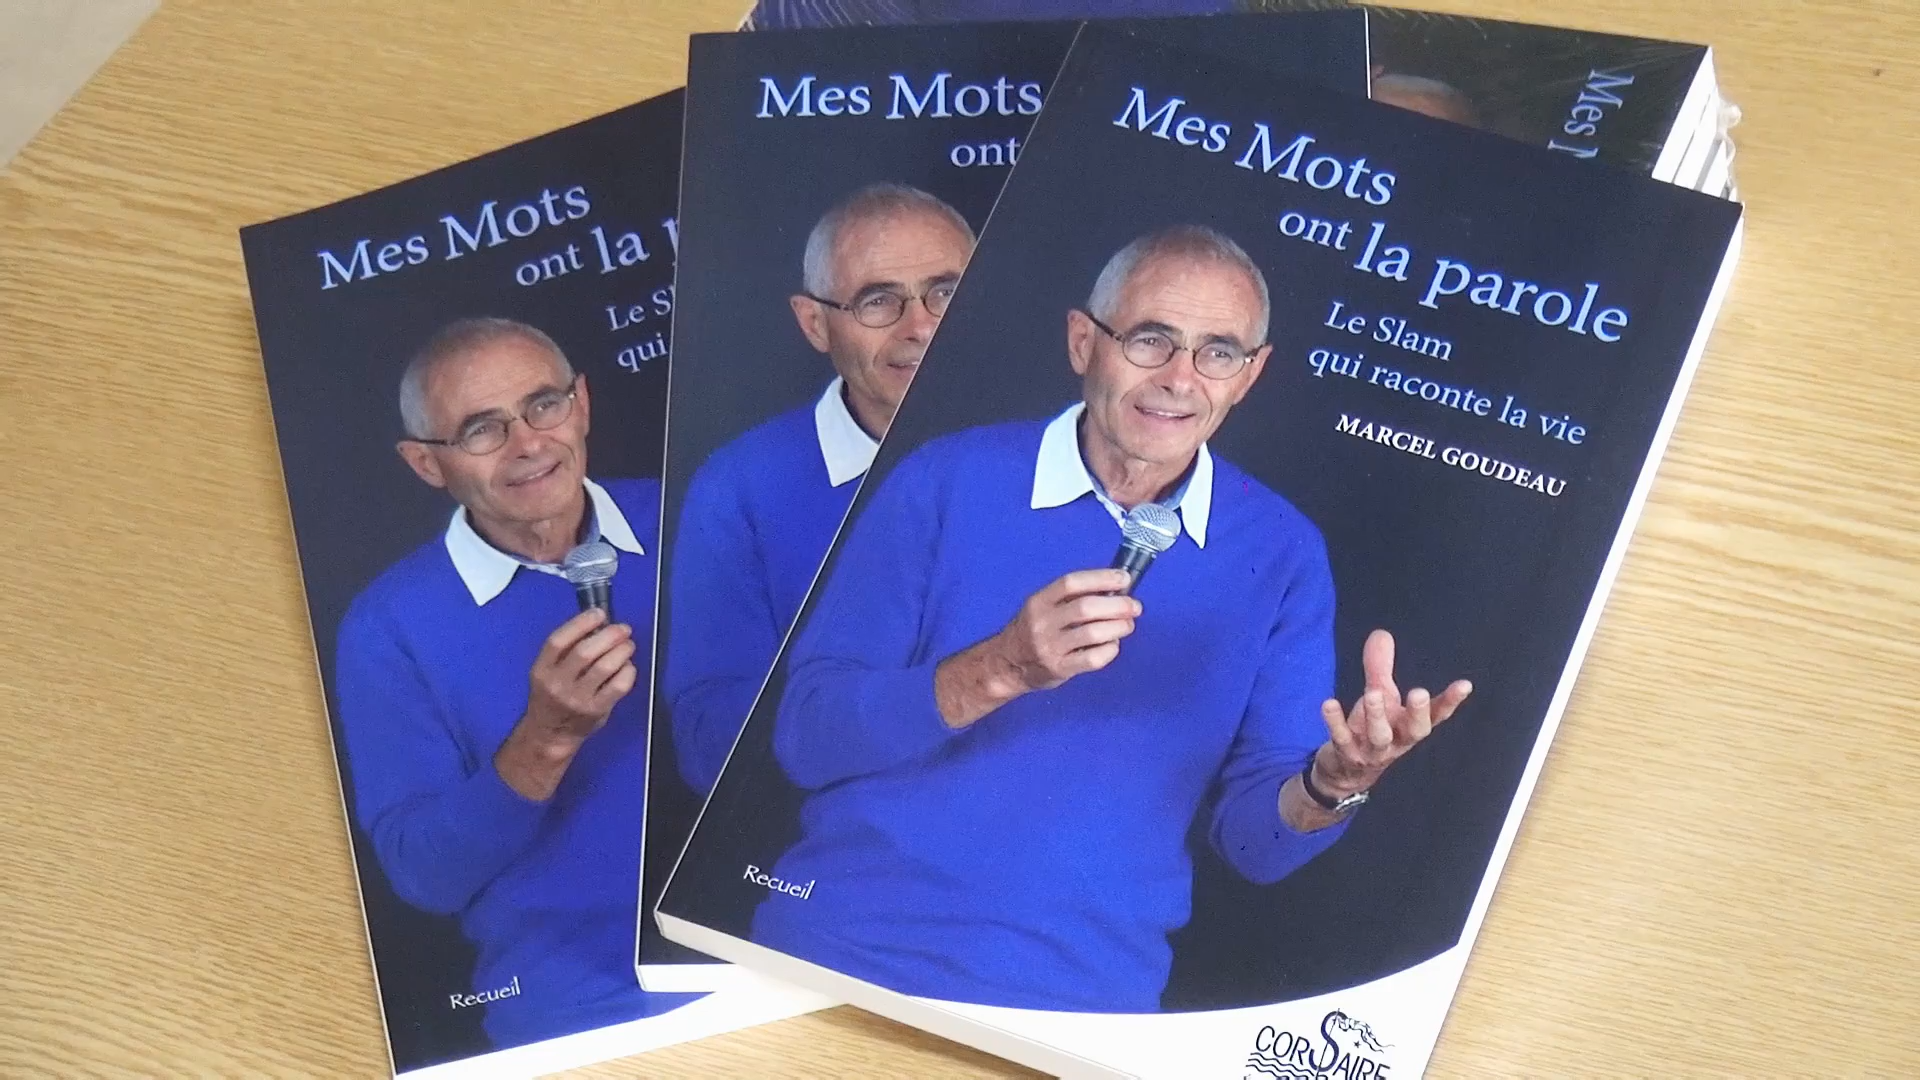 Mes Mots
ont la
Le
qui
Recueil
Mes Mots
ont
Mes Mots
ont la parole
Le Slam
qui raconte la vie
MARCEL GOUDEAU
Recueil
CORSAIRE
Mes